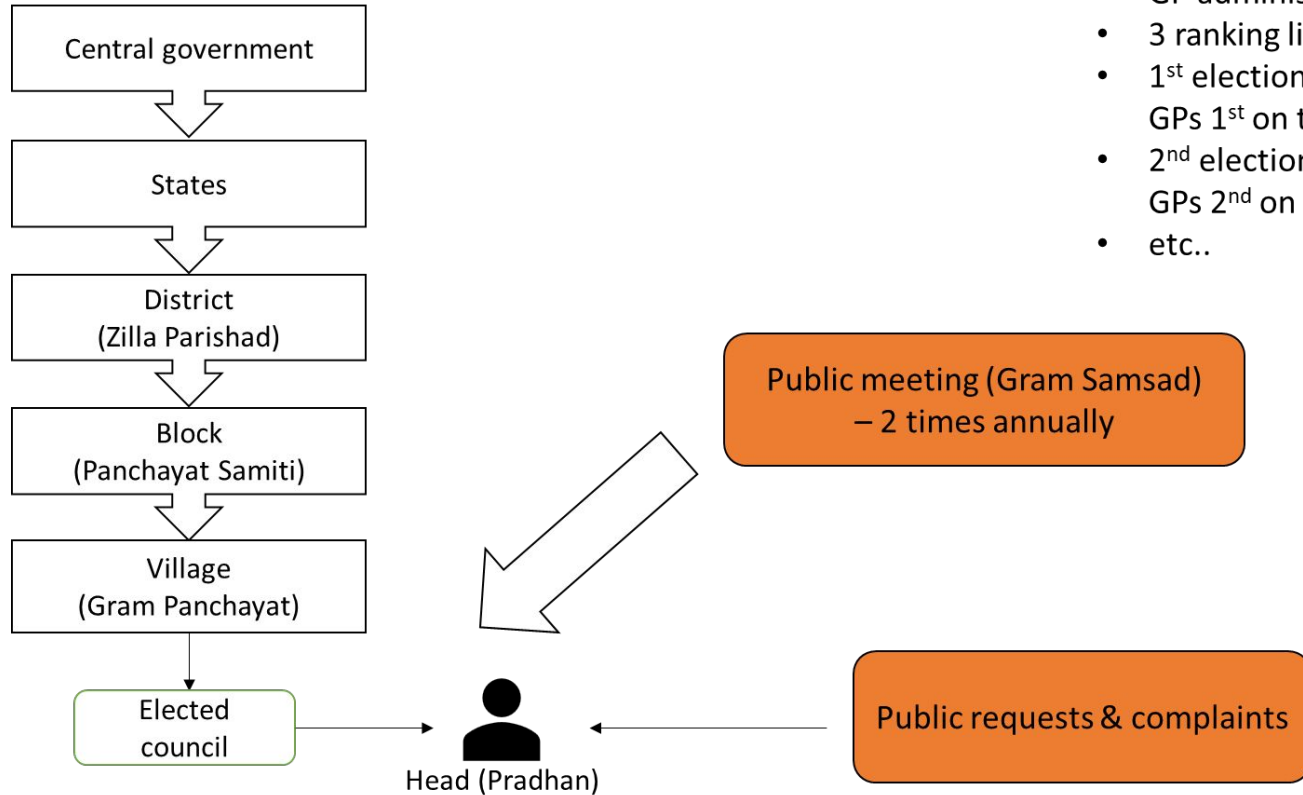 Central government
States
District
(Zilla Parishad)
Block
(Panchayat Samiti)
Village
(Gram Panchayat)
Elected
council
Head (Pradhan)
• 3 ranking
• 1st election
GPs 1st on
• 2nd election
GPs 2nd on
• etc..
Public meeting (Gram Samsad)
– 2 times annually
Public requests & complaints